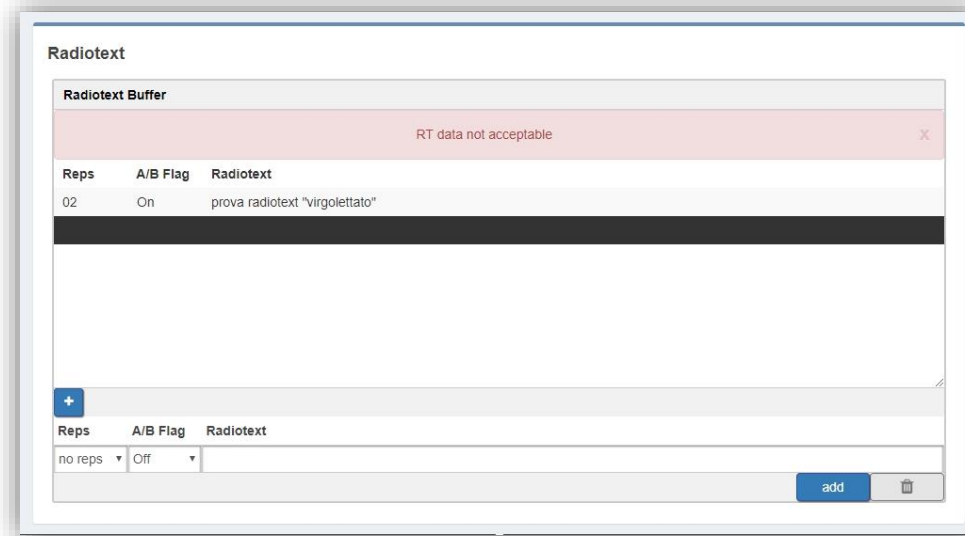 Radiotext
Radiotext Buffer
RT data not acceptable X
Reps A/B Flag Radiotext
02 On prova radiotext "virgolettato"
+
Reps A/B Flag Radiotext
no reps Off
add